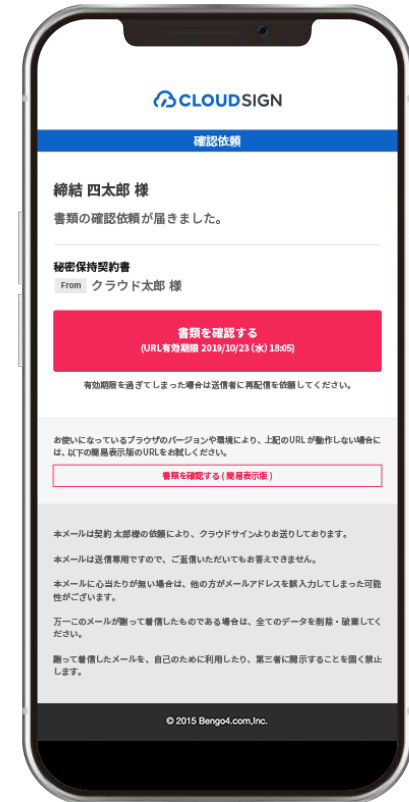 CLOUDSIGN
確認依頼
締結 四太郎 様
書類の確認依頼が届きました。
秘密保持契約書
From クラウド太郎 様
書類を確認する
(URL有効期限 2019/10/23 (水) 18:05)
有効期限を過ぎてしまった場合は送信者に再配信を依頼してください。
お使いになっているブラウザのバージョンや環境により、上記のURLが動作しない場合に
は、以下の簡易表示版のURLをお試しください。
書類を確認する ( 簡易表示版 )
本メールは契約 太郎様の依頼により、クラウドサインよりお送りしております。
本メールは送信専用ですので、ご返信いただいてもお答えできません。
本メールに心当たりが無い場合は、他の方がメールアドレスを誤入力してしまった可能
性がございます。
万一このメールが謝って着信したものである場合は、全てのデータを削除・破棄してく
ださい。
謝って着信したメールを、自己のために利用したり、第三者に開示することを固く禁止
します。
© 2015 Bengo4.com,Inc.